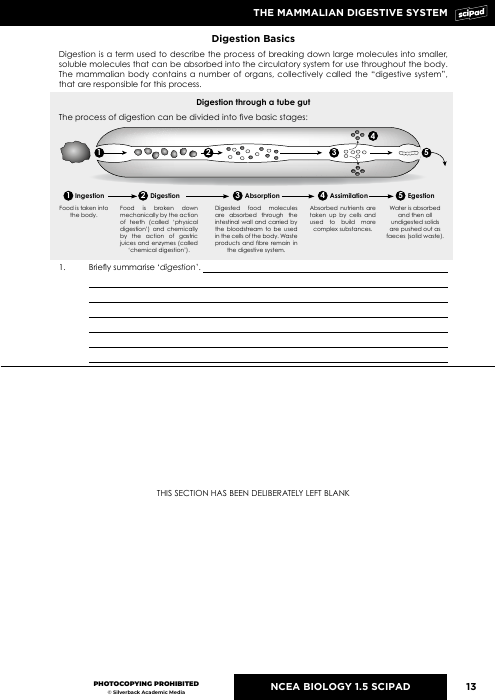 THE MAMMALIAN DIGESTIVE SYSTEM
scipad
Digestion Basics
Digestion is a term used to describe the process of breaking down large molecules into smaller,
soluble molecules that can be absorbed into the circulatory system for use throughout the body.
The mammalian body contains a number of organs, collectively called the “digestive system”,
that are responsible for this process.
Digestion through a tube gut
The process of digestion can be divided into five basic stages:
1 2 3 4 5
1 Ingestion
Food is taken into
the body.
2 Digestion
Food is broken down
mechanically by the action
of teeth (called ‘physical
digestion’) and chemically
by the action of gastric
juices and enzymes (called
‘chemical digestion’).
3 Absorption
Digested food molecules
are absorbed through the
intestinal wall and carried by
the bloodstream to be used
in the cells of the body. Waste
products and fibre remain in
the digestive system.
4 Assimilation
Absorbed nutrients are
taken up by cells and
used to build more
complex substances.
5 Egestion
Water is absorbed
and then all
undigested solids
are pushed out as
faeces (solid waste).
1. Briefly summarise ‘digestion’.
THIS SECTION HAS BEEN DELIBERATELY LEFT BLANK
PHOTOCOPYING PROHIBITED
© Silverback Academic Media
NCEA BIOLOGY 1.5 SCIPAD
13